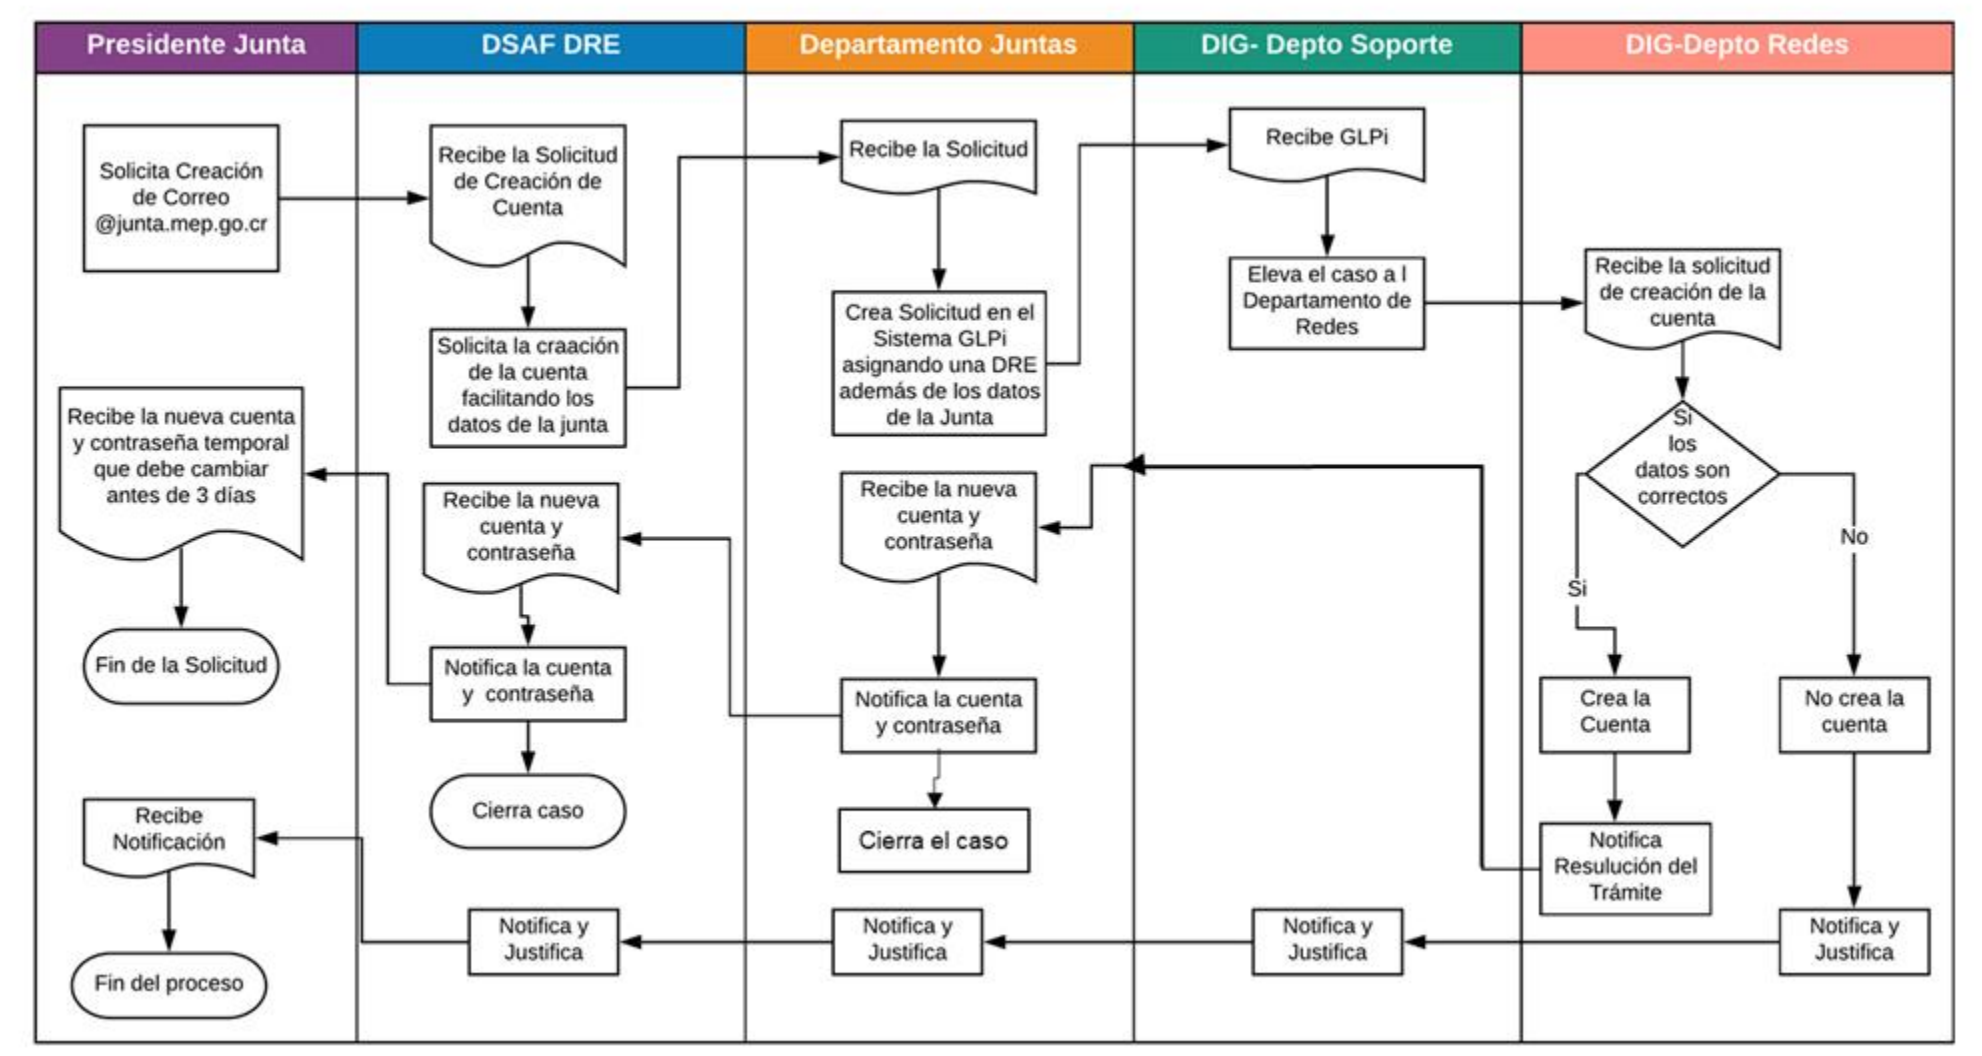 Presidente Junta
DSAF DRE
Departamento Juntas
DIG- Depto Soporte
DIG-Depto Redes
Solicita Creación
de Correo
@junta.mep.go.cr
Recibe la nueva cuenta
y contraseña temporal
que debe cambiar
antes de 3 días
Fin de la Solicitud
Recibe
Notificación
Fin del proceso
Recibe la Solicitud
de Creación de
Cuenta
Solicita la craación
de la cuenta
facilitando los
datos de la junta
Recibe la nueva
cuenta y
contraseña
Notifica la cuenta
y contraseña
Cierra caso
Notifica y
Justifica
Recibe la Solicitud
Crea Solicitud en el
Sistema GLPi
asignando una DRE
además de los datos
de la Junta
Recibe la nueva
cuenta y
contraseña
Notifica la cuenta
y contraseña
Cierra el caso
Notifica y
Justifica
Recibe GLPi
Eleva el caso a l
Departamento de
Redes
Notifica y
Justifica
Recibe la solicitud
de creación de la
cuenta
Si
los
datos son
correctos
No
Si
Crea la
Cuenta
No crea la
cuenta
Notifica
Resulución del
Trámite
Notifica y
Justifica